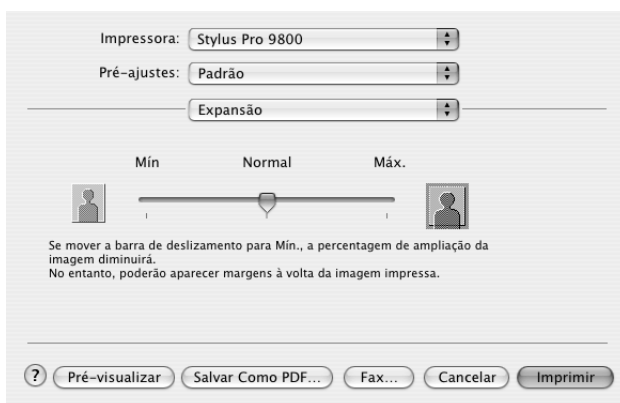 Impressora: Stylus Pro 9800
Pré-ajustes: Padrão
Expansão
Mín Normal Máx.
Se mover a barra de deslizamento para Mín., a percentagem de ampliação da
imagem diminuirá.
No entanto, poderão aparecer margens à volta da imagem impressa.
? Pré-visualizar Salvar Como PDF... Fax... Cancelar Imprimir